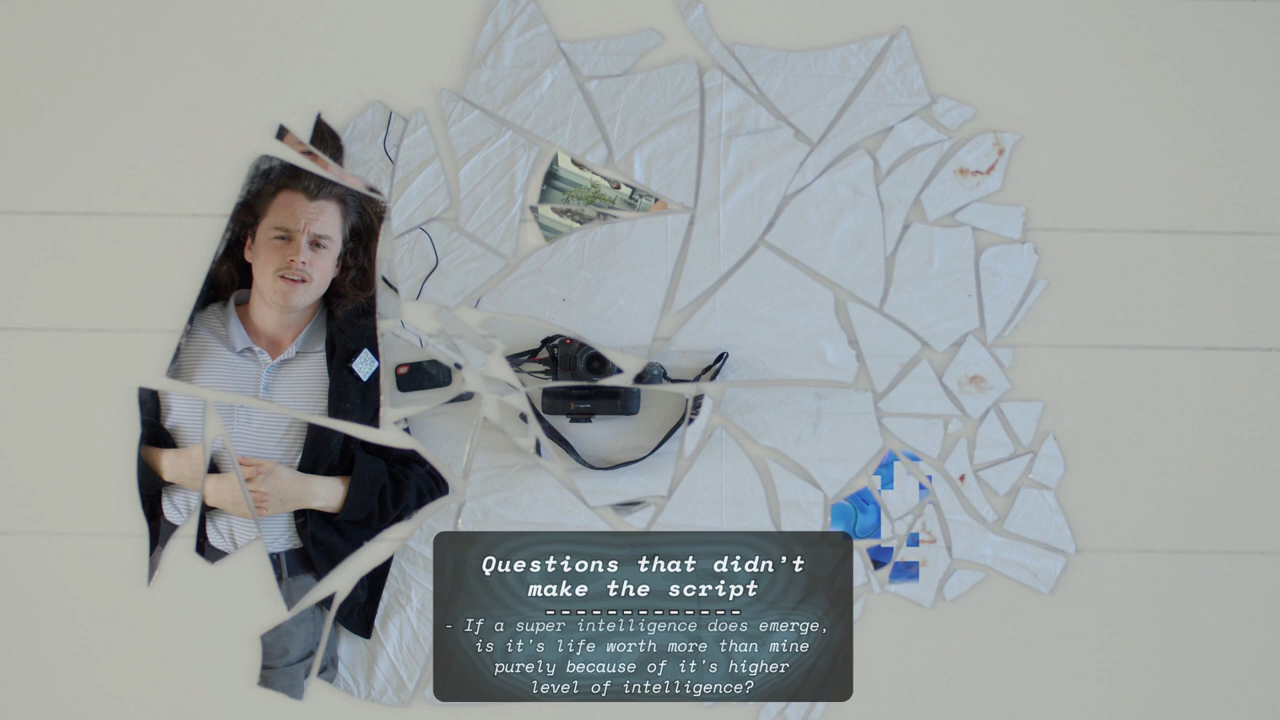 Questions that didn't
make the script
------------
- If a super intelligence does emerge,
is it's life worth more than mine
purely because of it's higher
level of intelligence?